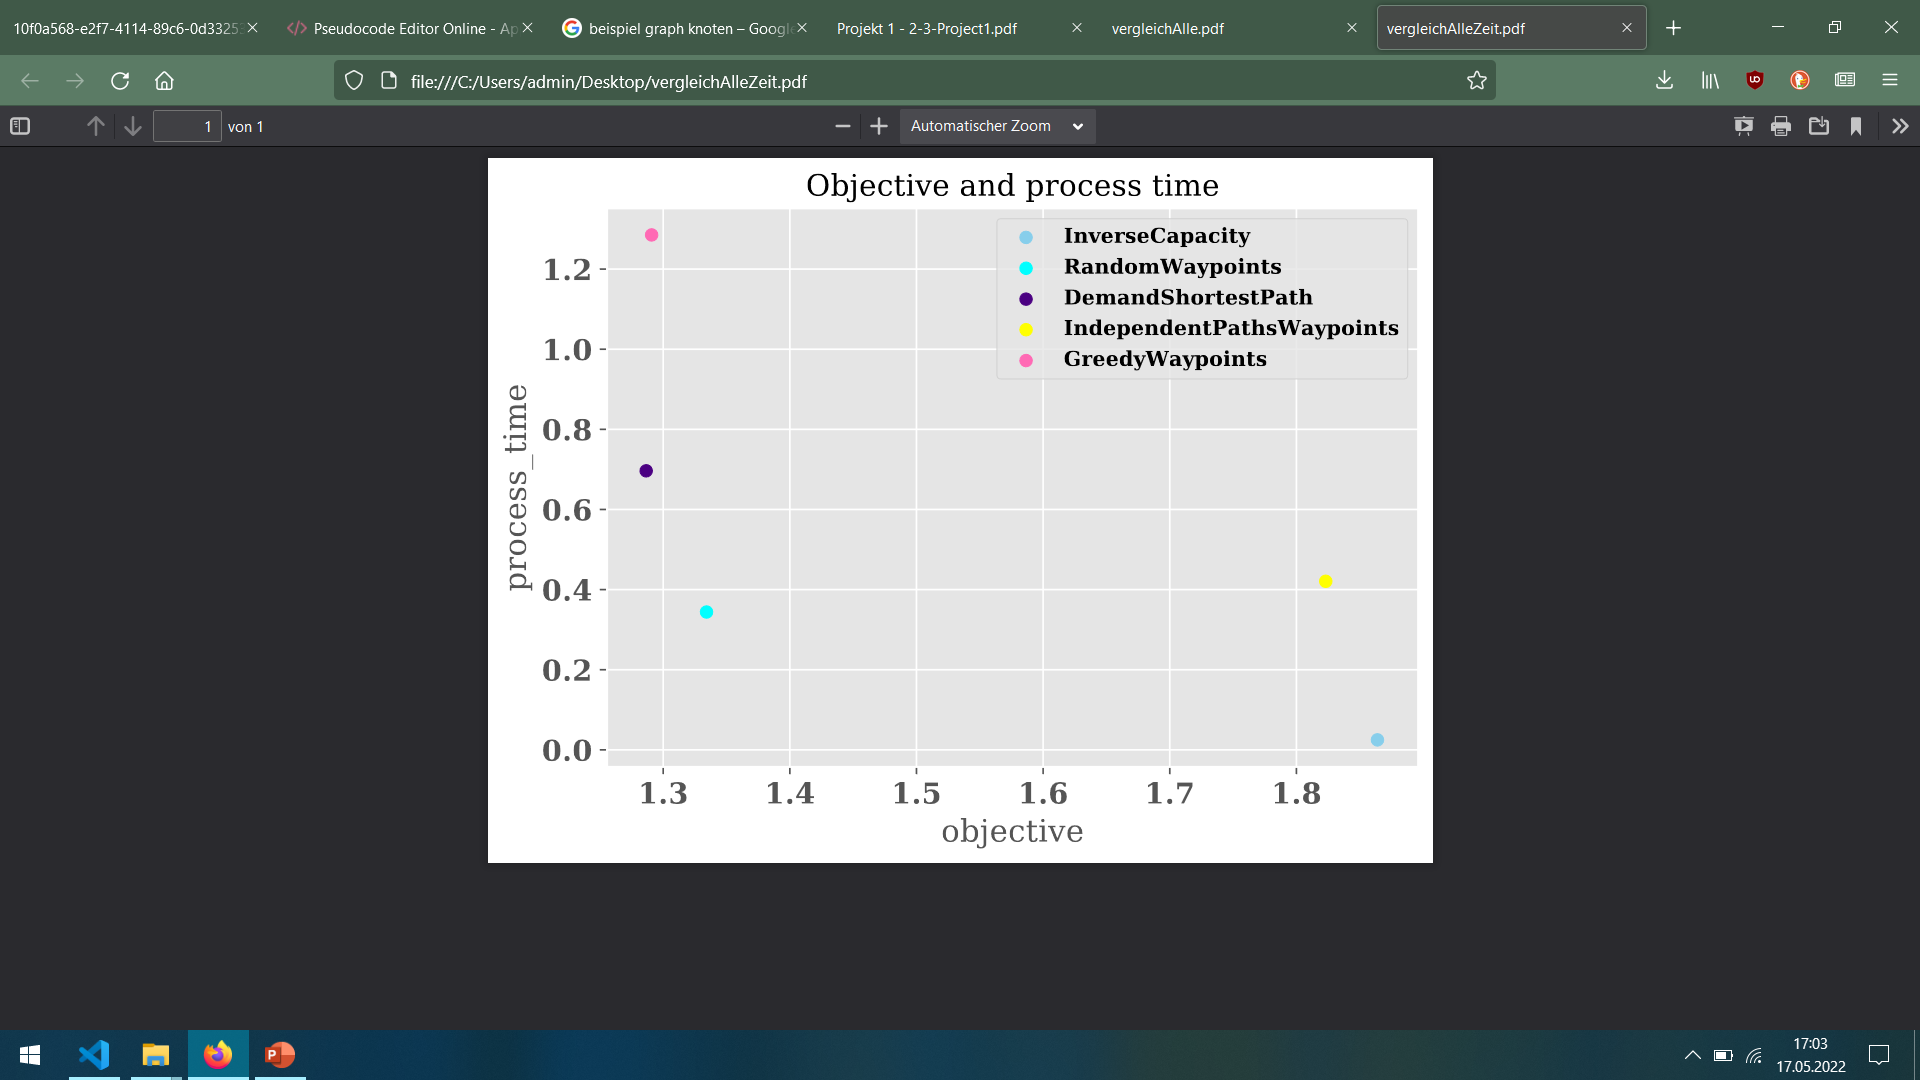 10f0a568-e2f7-4114-89c6-0d3325
Pseudocode Editor Online - Ap
beispiel graph knoten – Google
Projekt 1 - 2-3-Project1.pdf
vergleichAlle.pdf
vergleichAlleZeit.pdf
file:///C:/Users/admin/Desktop/vergleichAlleZeit.pdf
1 von 1
Automatischer Zoom
Objective and process time
InverseCapacity
RandomWaypoints
DemandShortestPath
IndependentPathsWaypoints
GreedyWaypoints
process_time
1.2
1.0
0.8
0.6
0.4
0.2
0.0
1.3 1.4 1.5 1.6 1.7 1.8
objective
17:03
17.05.2022